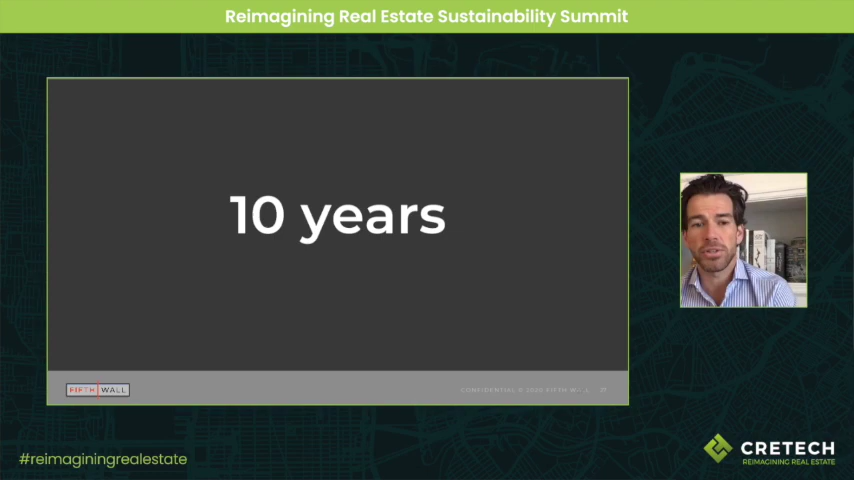 Reimagining Real Estate Sustainability Summit
10 years
FIFTH WALL
CONFIDENTIAL © 2020 FIFTH WALL
#reimaginingrealestate
CRETECH
REIMAGINING REAL ESTATE